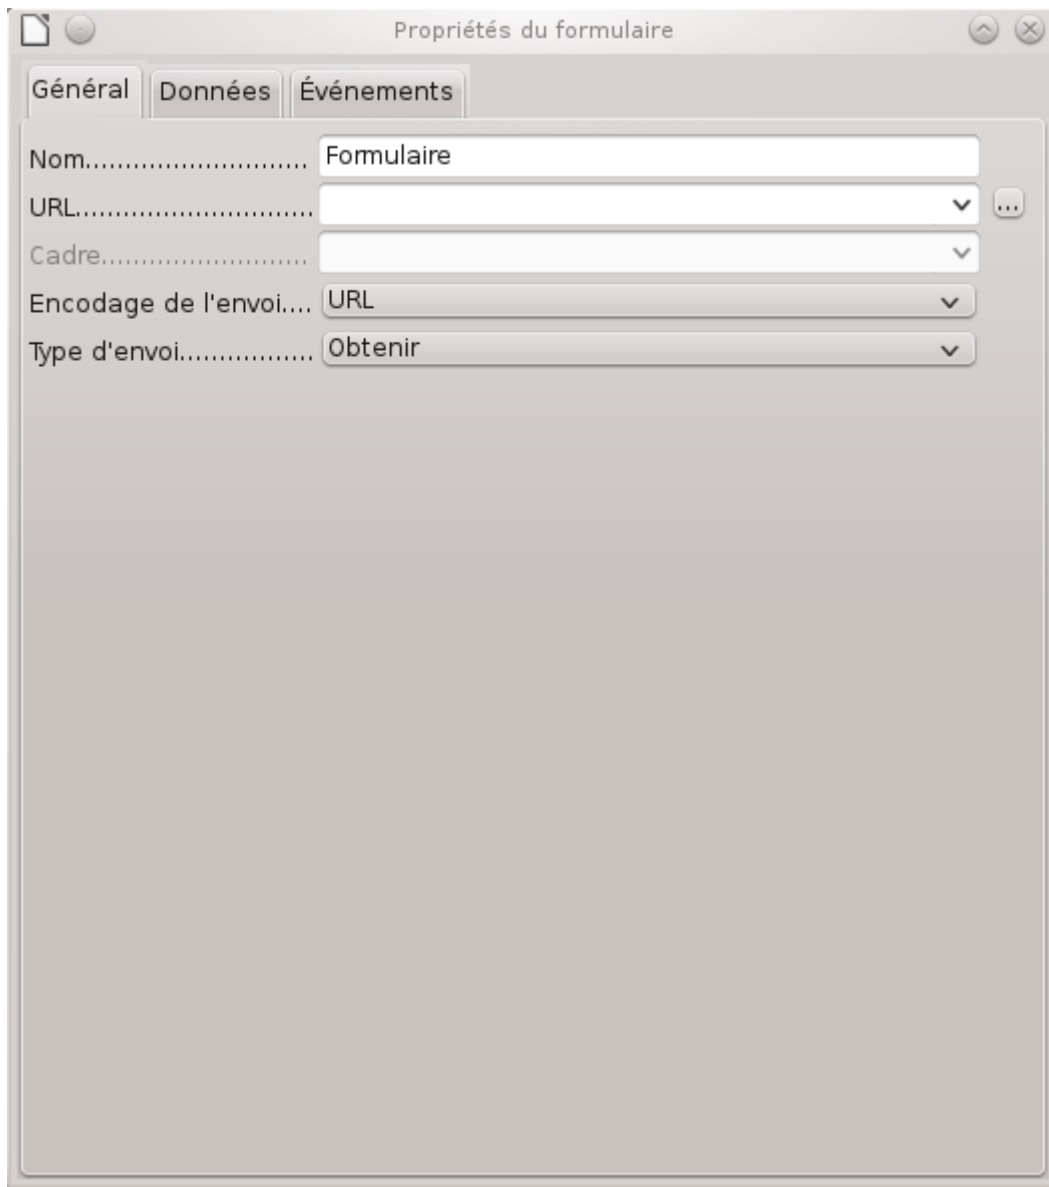 Propriétés du formulaire
Général Données Événements
Nom............................ Formulaire
URL.............................. 
Cadre..........................
Encodage de l'envoi.... URL
Type d'envoi................. Obtenir
...